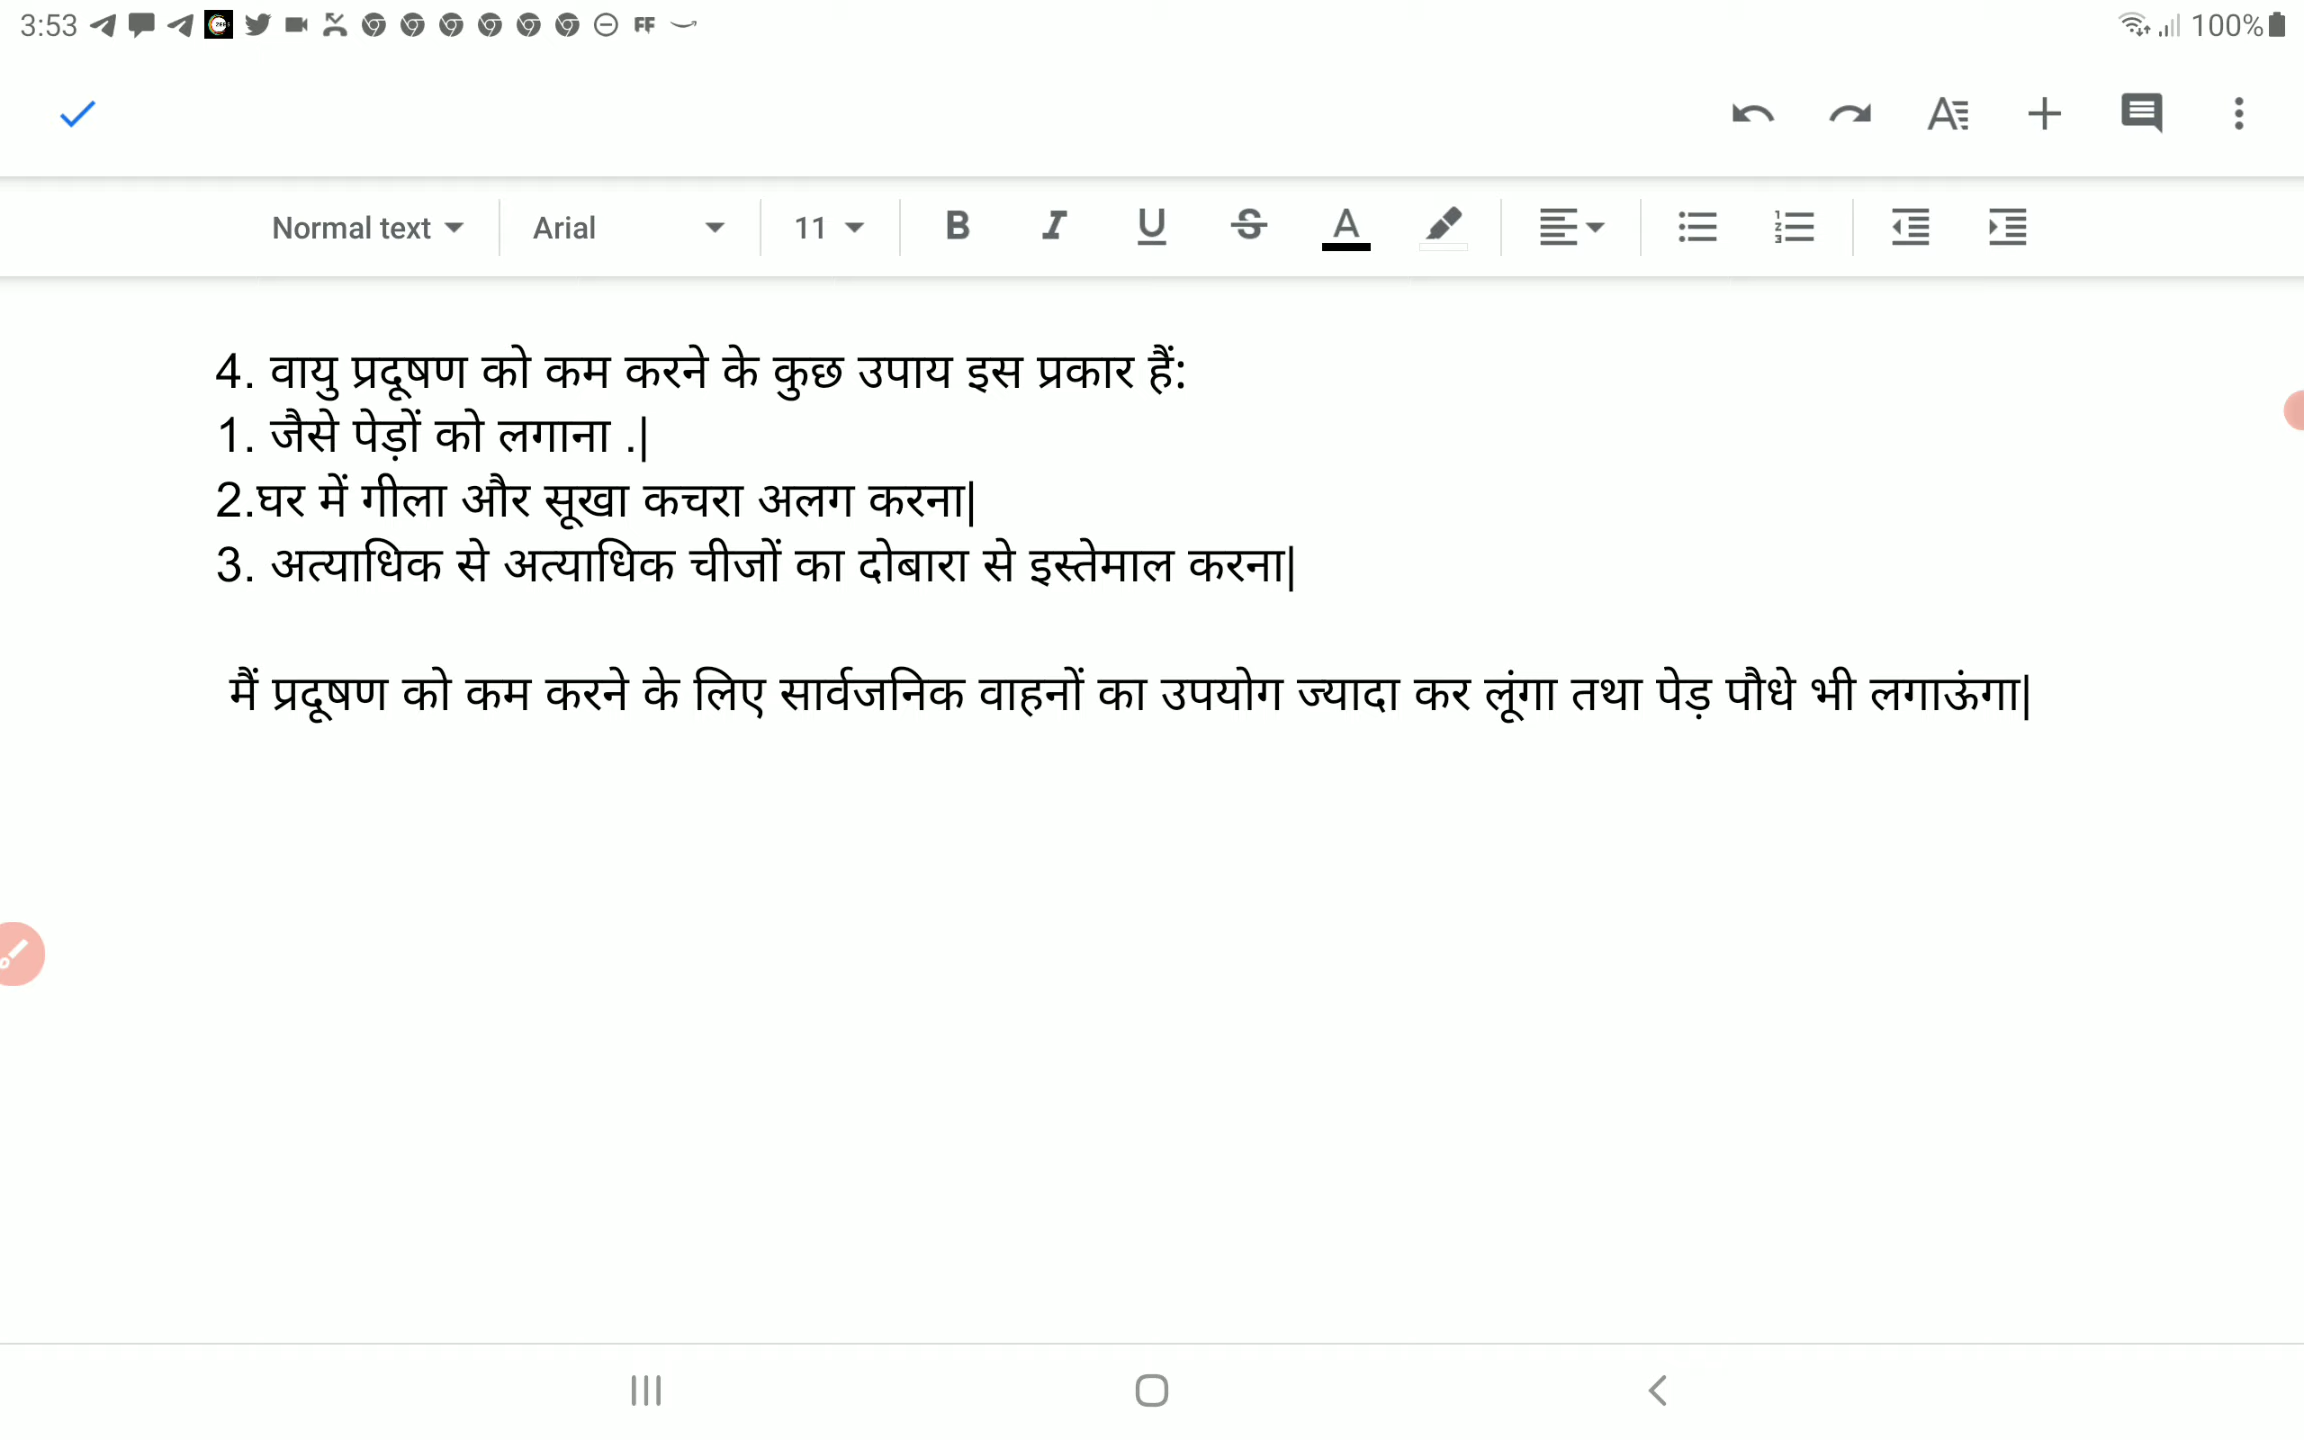 3:53 FF 100%
Normal text Arial 11 B I U S A
4. वायु प्रदूषण को कम करने के कुछ उपाय इस प्रकार हैं:
1. जैसे पेड़ों को लगाना .|
2.घर में गीला और सूखा कचरा अलग करना|
3. अत्याधिक से अत्याधिक चीजों का दोबारा से इस्तेमाल करना|
मैं प्रदूषण को कम करने के लिए सार्वजनिक वाहनों का उपयोग ज्यादा कर लूंगा तथा पेड़ पौधे भी लगाऊंगा|